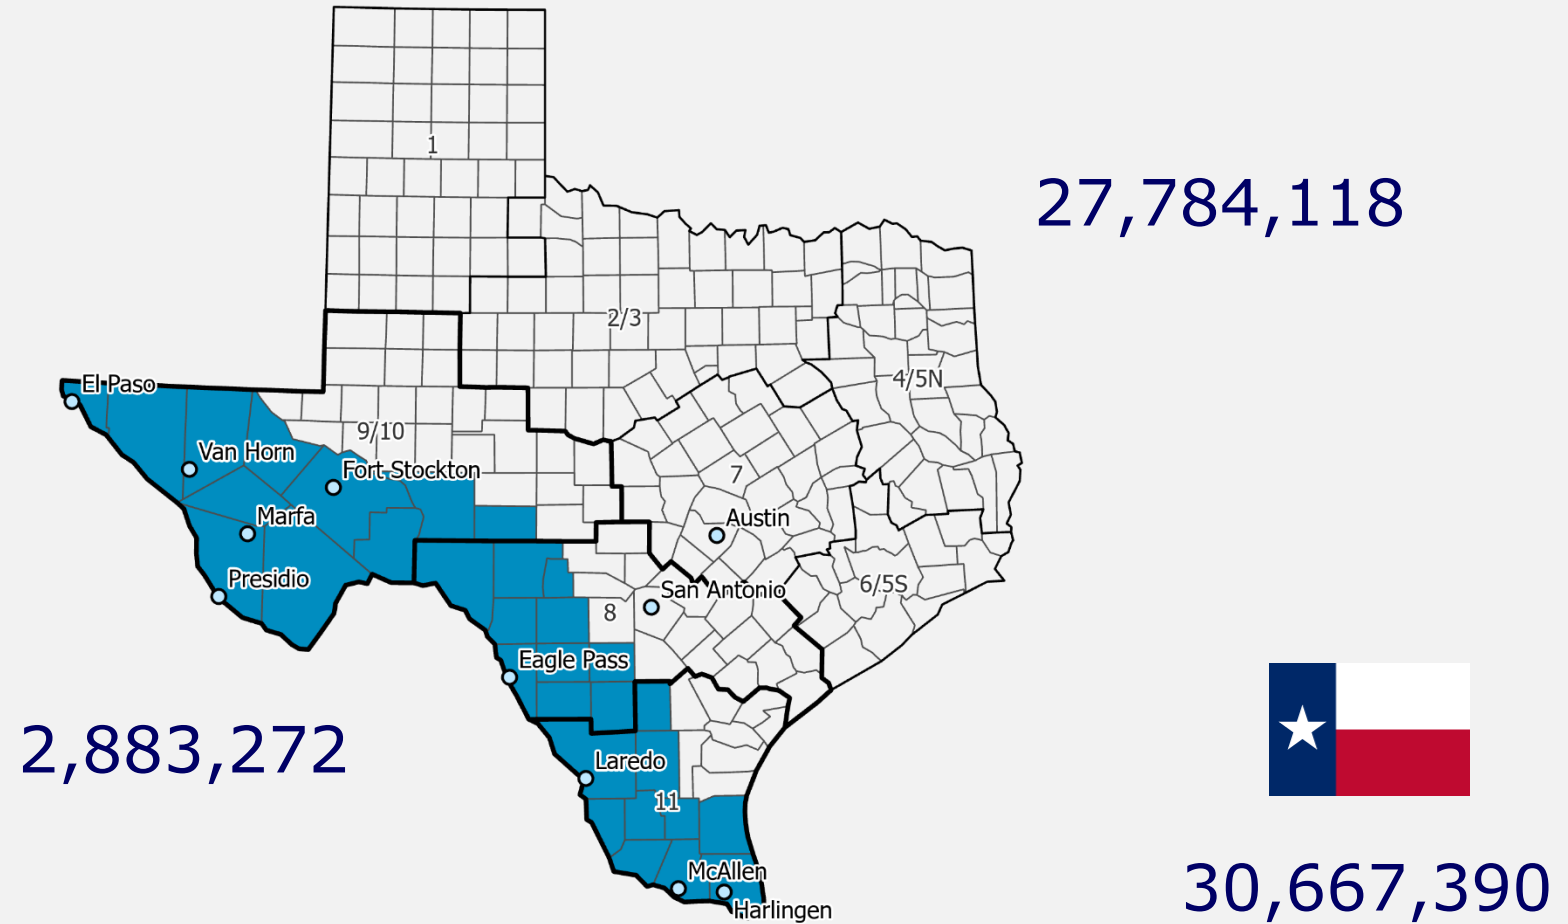 1
27,784,118
2/3
4/5N
El Paso
9/10
Van Horn
Fort Stockton
7
Marfa
Austin
Presidio
San Antonio
6/5S
8
Eagle Pass
2,883,272
Laredo
11
McAllen
30,667,390
Harlingen